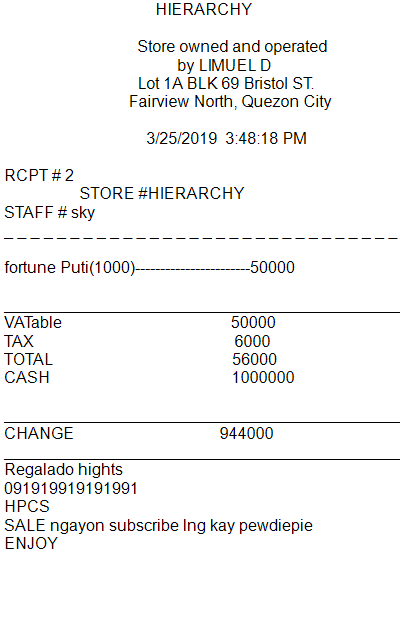 HIERARCHY
Store owned and operated
by LIMUEL D
Lot 1A BLK 69 Bristol ST.
Fairview North, Quezon City
3/25/2019 3:48:18 PM
RCPT # 2
STORE #HIERARCHY
STAFF # sky
fortune Puti(1000)-----------------------50000
VATable 50000
TAX 6000
TOTAL 56000
CASH 1000000
CHANGE 944000
Regalado hights
091919919191991
HPCS
SALE ngayon subscribe lng kay pewdiepie
ENJOY